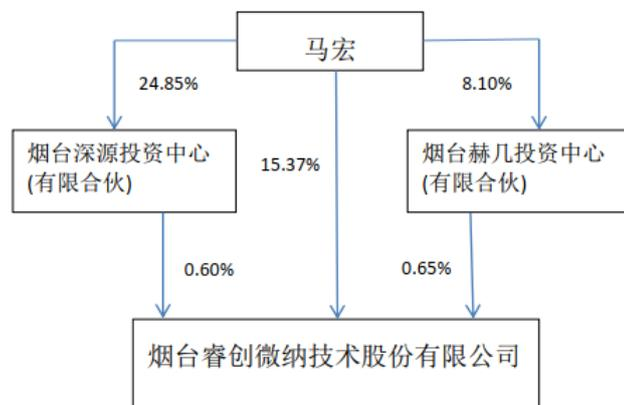 马宏
24.85%
8.10%
烟台深源投资中心
(有限合伙)
15.37%
烟台赫几投资中心
(有限合伙)
0.60%
0.65%
烟台睿创微纳技术股份有限公司